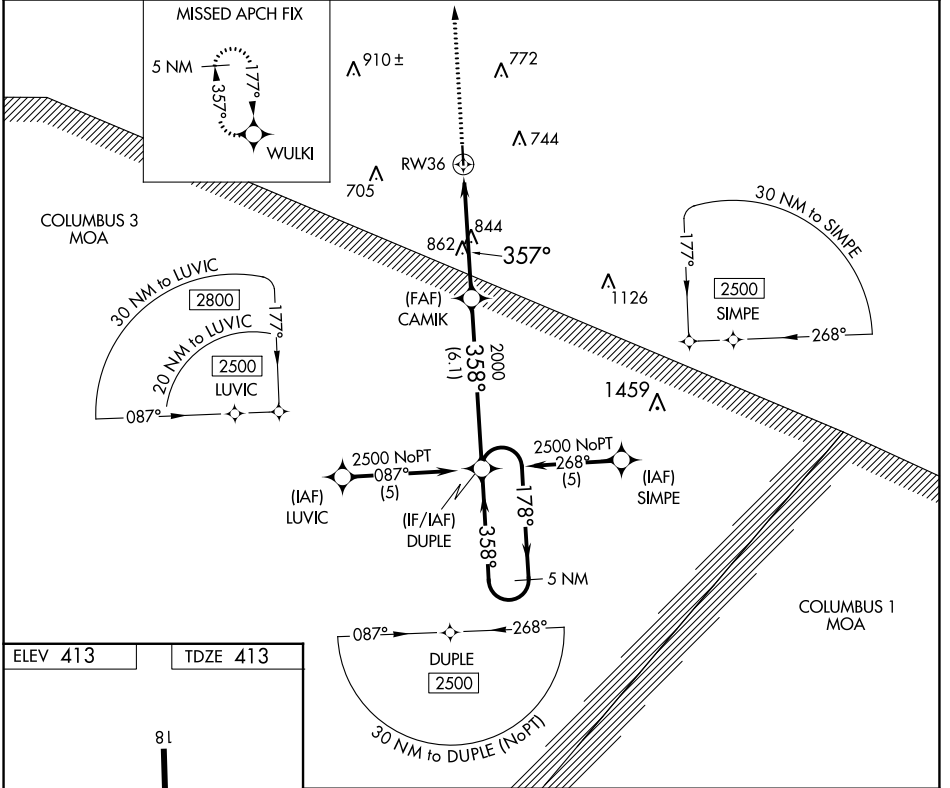 MISSED APCH FIX
5 NM
177°
357°
WULKI
910 ±
772
744
RW36
705
COLUMBUS 3
MOA
844
862
357°
30 NM to SIMPE
177°
2500
SIMPE
268°
1126
30 NM to LUVIC
2800
177°
20 NM to LUVIC
2500
LUVIC
087°
(FAF)
CAMIK
2000
358°
(6.1)
1459
2500 NoPT
087°
(5)
2500 NoPT
268°
(5)
(IAF)
LUVIC
(IF/IAF)
DUPLE
(IAF)
SIMPE
178°
358°
5 NM
COLUMBUS 1
MOA
087°
268°
DUPLE
2500
30 NM to DUPLE (NoPT)
ELEV 413
TDZE 413
18